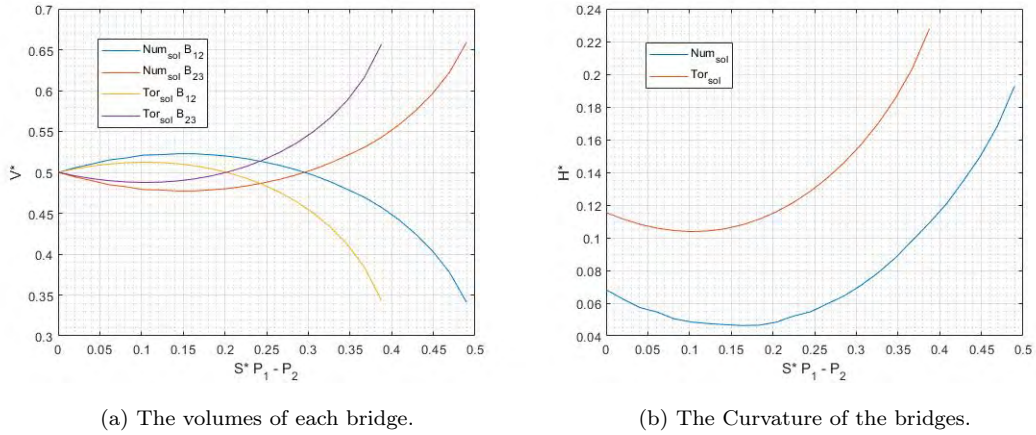 0.7
0.65
0.6
0.55
0.5
0.45
0.4
0.35
0.3
V*
Num_sol B_12
Num_sol B_23
Tor_sol B_12
Tor_sol B_23
0 0.05 0.1 0.15 0.2 0.25 0.3 0.35 0.4 0.45 0.5
S* P_1 - P_2
(a) The volumes of each bridge.
0.24
0.22
0.2
0.18
0.16
0.14
0.12
0.1
0.08
0.06
0.04
H*
Num_sol
Tor_sol
0 0.05 0.1 0.15 0.2 0.25 0.3 0.35 0.4 0.45 0.5
S* P_1 - P_2
(b) The Curvature of the bridges.